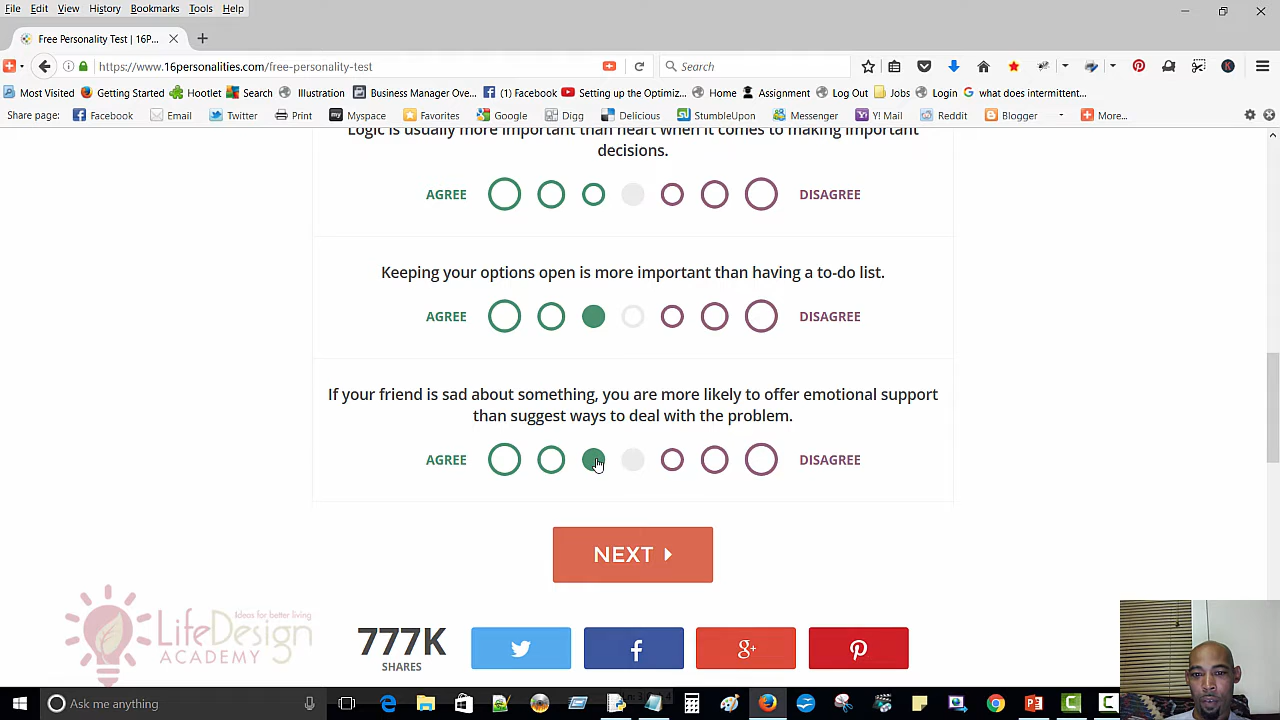 File Edit View History Bookmarks Tools Help
Free Personality Test | 16P...
https://www.16personalities.com/free-personality-test
Search
Most Visited Getting Started Hootlet Search Illustration Business Manager Ove... (1) Facebook Setting up the Optimiz... Home Assignment Log Out Jobs Login what does intermittent...
Share page: Facebook Email Twitter Print Myspace Favorites Google Digg Delicious StumbleUpon Messenger Y! Mail Reddit Blogger More...
Logic is usually more important than heart when it comes to making important
decisions.
AGREE DISAGREE
Keeping your options open is more important than having a to-do list.
AGREE DISAGREE
If your friend is sad about something, you are more likely to offer emotional support
than suggest ways to deal with the problem.
AGREE DISAGREE
NEXT
Ideas for better living
LifeDesign
ACADEMY
777K
SHARES
Ask me anything